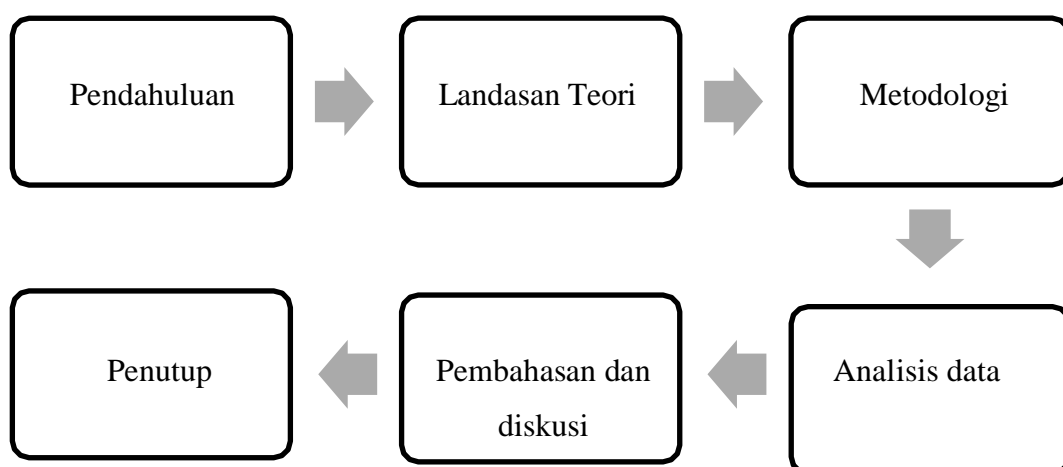 Pendahuluan
Landasan Teori
Metodologi
Analisis data
Pembahasan dan
diskusi
Penutup